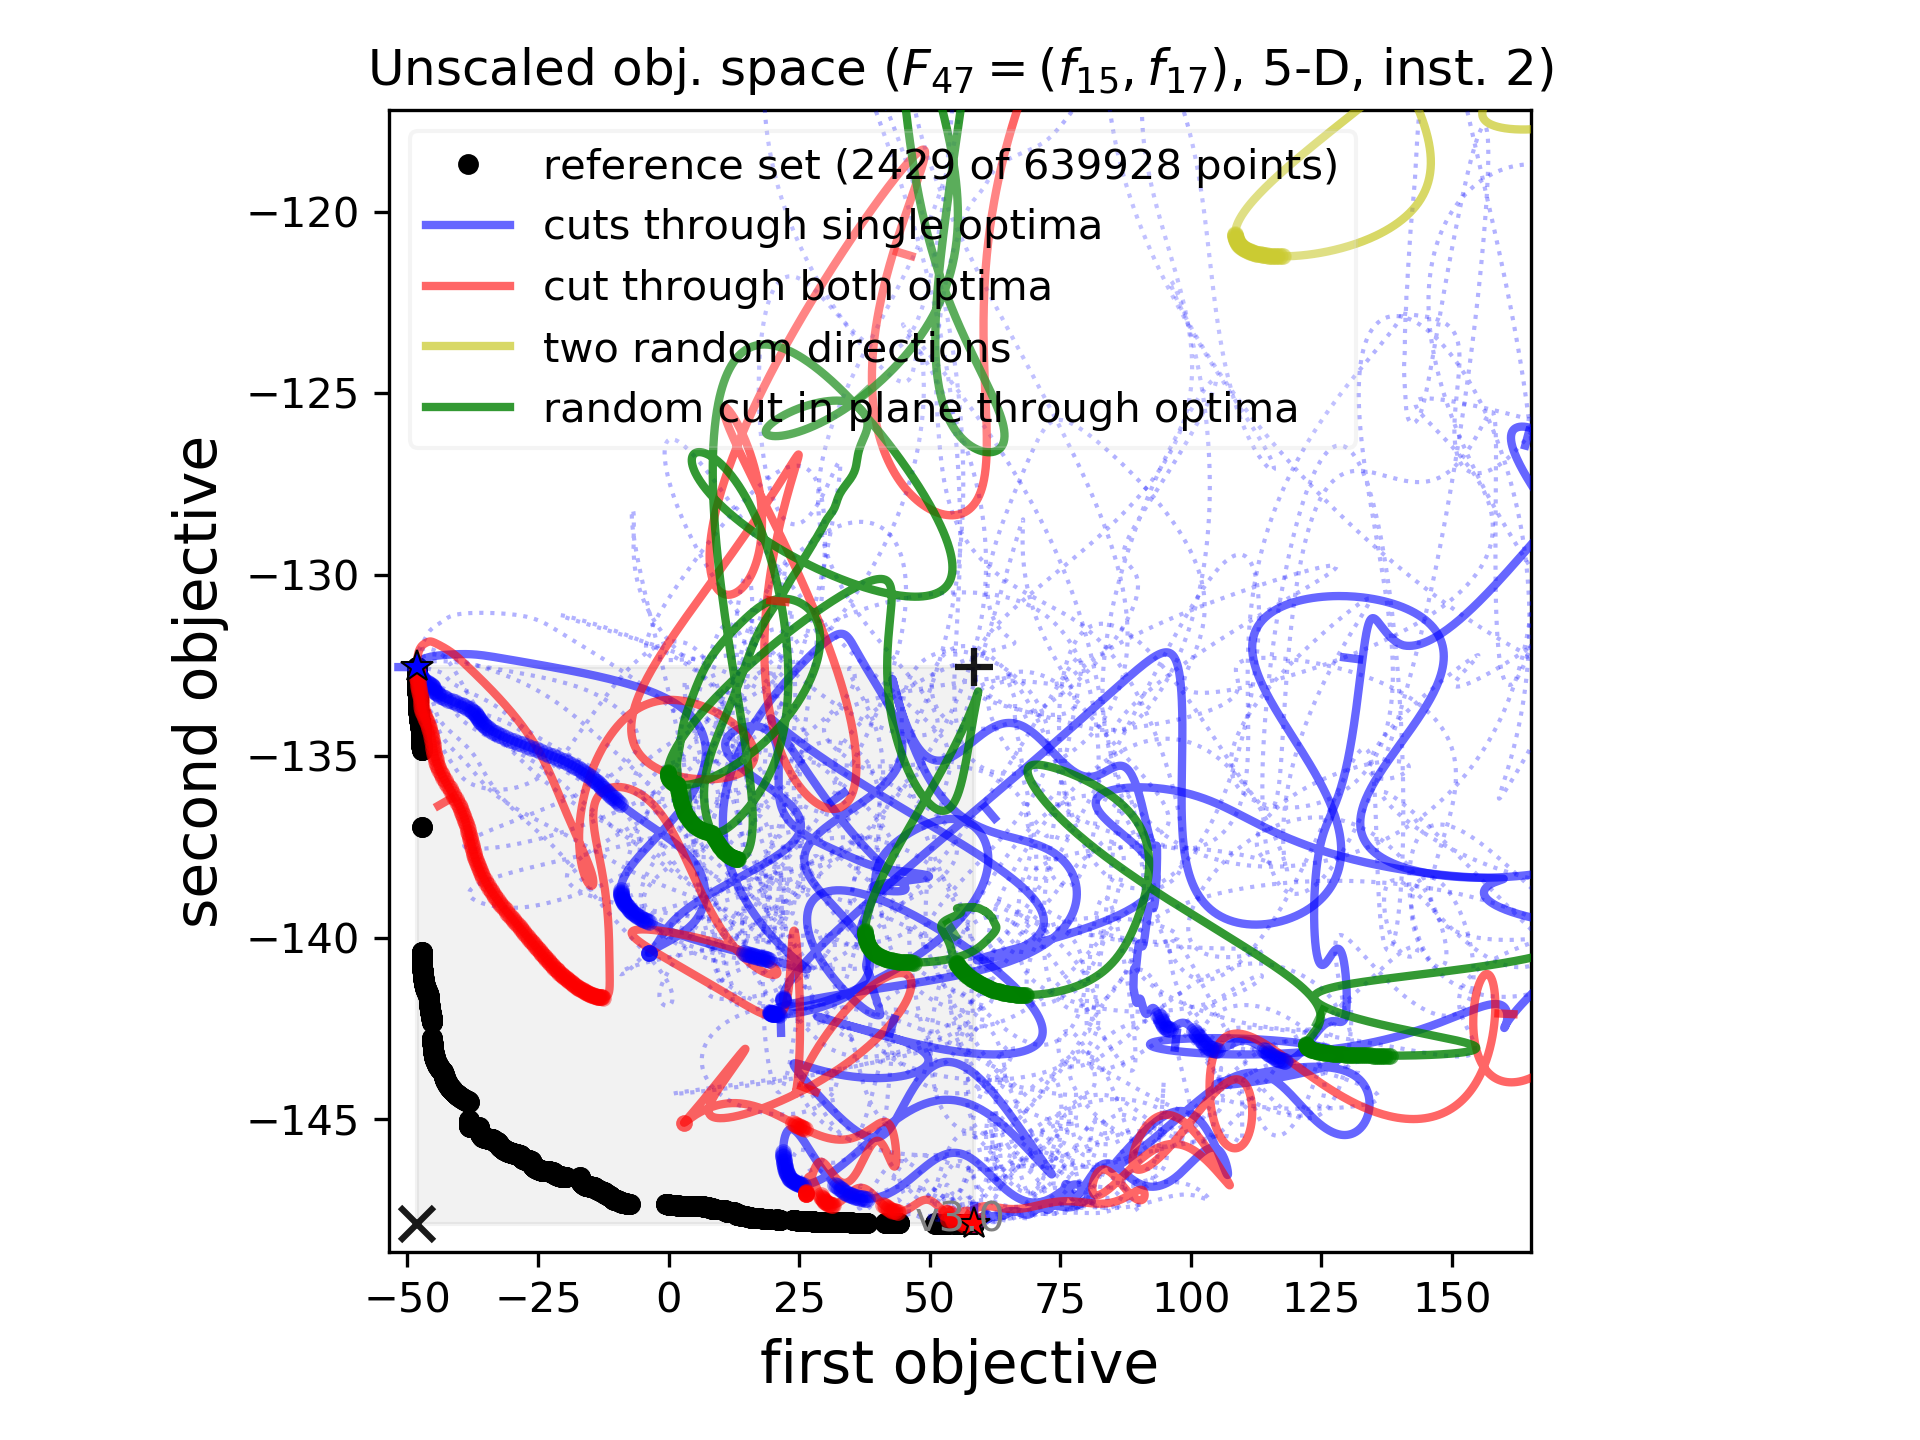 Unscaled obj. space (F47 = (f15, f17), 5-D, inst. 2)
reference set (2429 of 639928 points)
cuts through single optima
cut through both optima
two random directions
random cut in plane through optima
−120
−125
−130
−135
−140
−145
second objective
v3.0
−50 −25 0 25 50 75 100 125 150
first objective